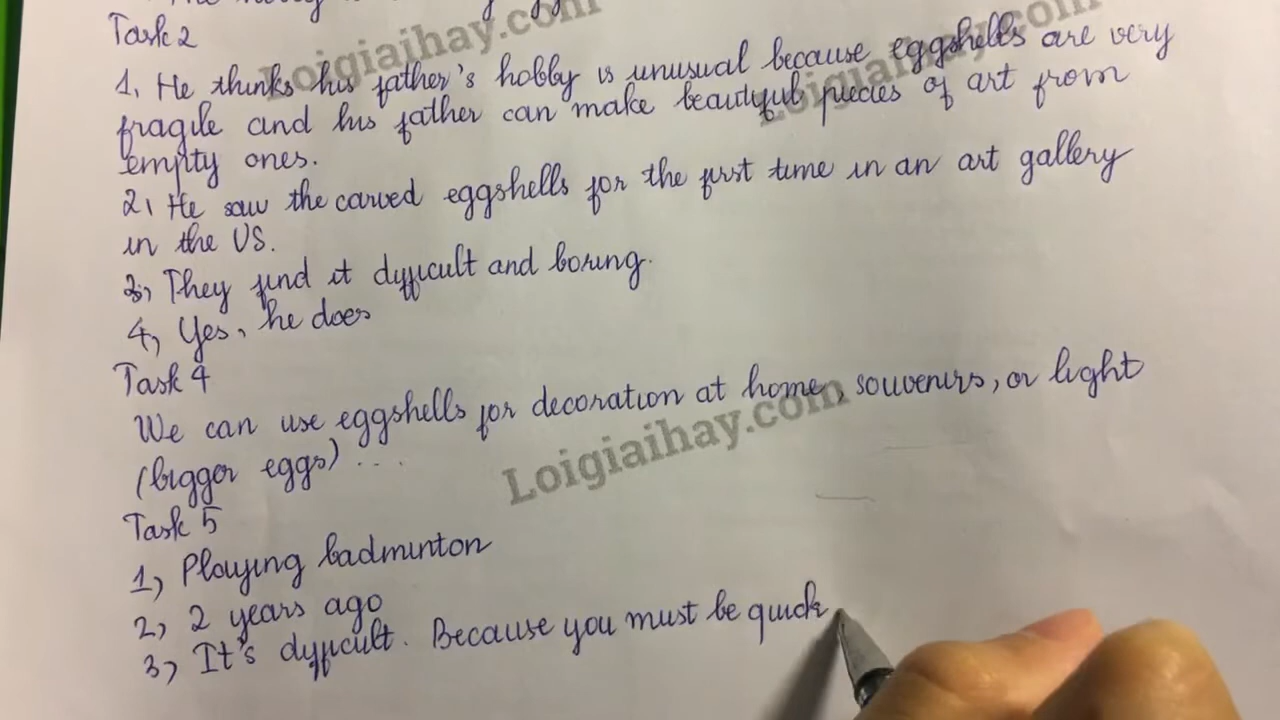 Task 2
1, He thinks his father's hobby is unusual because eggshells are very
fragile and his father can make beautiful pieces of art from
empty ones.
2, He saw the carved eggshells for the first time in an art gallery
in the US.
3, They find it difficult and boring.
4, Yes, he does
Task 4
We can use eggshells for decoration at home, souvenirs, or light
(bigger eggs) ...
Task 5
1, Playing badminton
2, 2 years ago
3, It's difficult. Because you must be quick
Loigiaihay.com
Loigiaihay.com
Loigiaihay.com